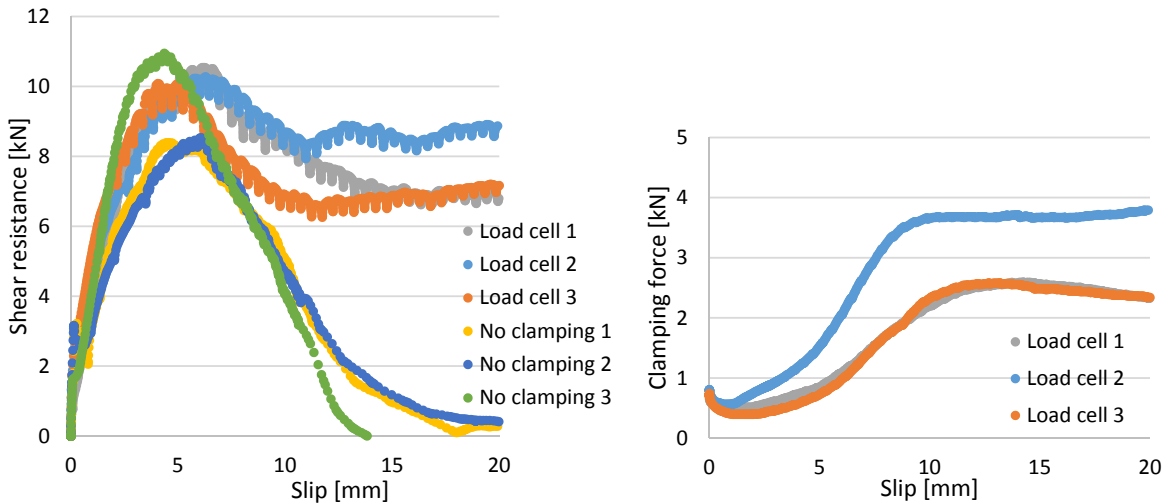 12
10
8
6
4
2
0
Shear resistance [kN]
0
5
10
15
20
Slip [mm]
Load cell 1
Load cell 2
Load cell 3
No clamping 1
No clamping 2
No clamping 3
5
4
3
2
1
0
Clamping force [kN]
0
5
10
15
20
Slip [mm]
Load cell 1
Load cell 2
Load cell 3